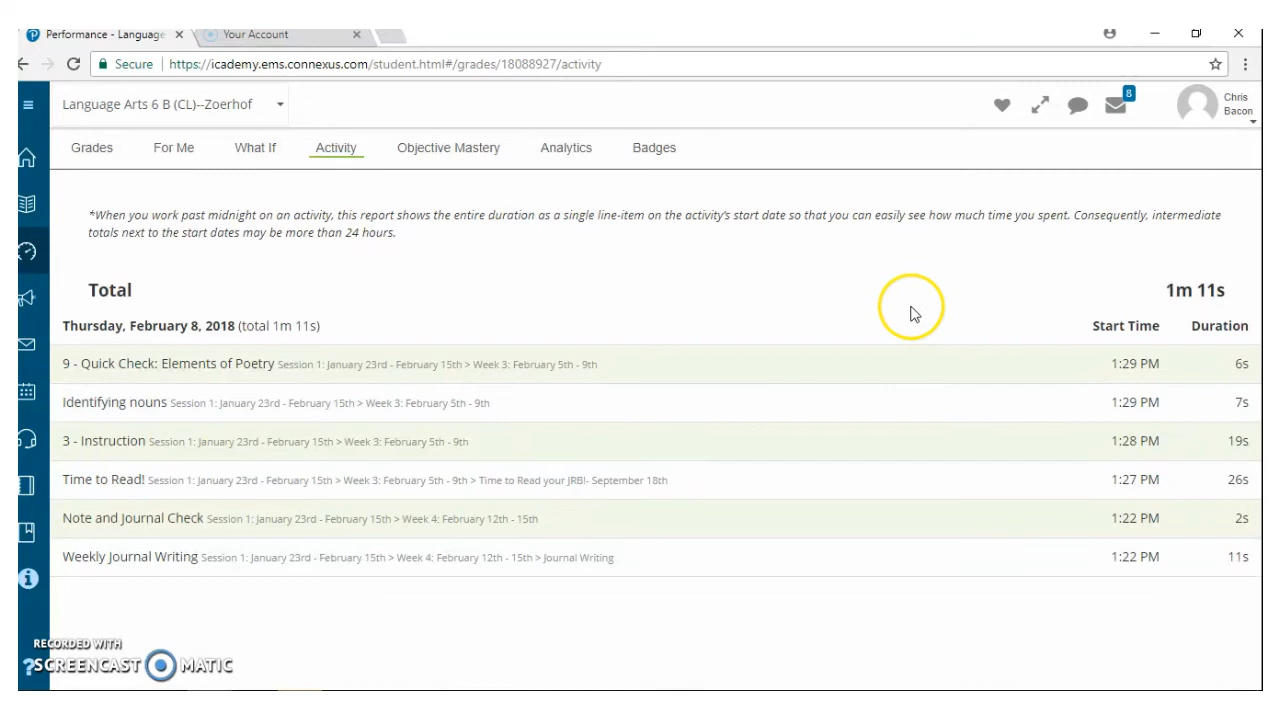 Performance - Language
Your Account
Secure
https://icademy.ems.connexus.com/student.html#/grades/18088927/activity
Language Arts 6 B (CL)--Zoerhof
8
Chris
Bacon
Grades For Me What If Activity Objective Mastery Analytics Badges
*When you work past midnight on an activity, this report shows the entire duration as a single line-item on the activity's start date so that you can easily see how much time you spent. Consequently, intermediate
totals next to the start dates may be more than 24 hours.
Total 1m 11s
Thursday, February 8, 2018 (total 1m 11s) Start Time Duration
9 - Quick Check: Elements of Poetry Session 1: January 23rd - February 15th > Week 3: February 5th - 9th 1:29 PM 6s
Identifying nouns Session 1: January 23rd - February 15th > Week 3: February 5th - 9th 1:29 PM 7s
3 - Instruction Session 1: January 23rd - February 15th > Week 3: February 5th - 9th 1:28 PM 19s
Time to Read! Session 1: January 23rd - February 15th > Week 3: February 5th - 9th > Time to Read your JRB!- September 18th 1:27 PM 26s
Note and Journal Check Session 1: January 23rd - February 15th > Week 4: February 12th - 15th 1:22 PM 2s
Weekly Journal Writing Session 1: January 23rd - February 15th > Week 4: February 12th - 15th > Journal Writing 1:22 PM 11s
RECORDED WITH
SCREENCAST MATIC